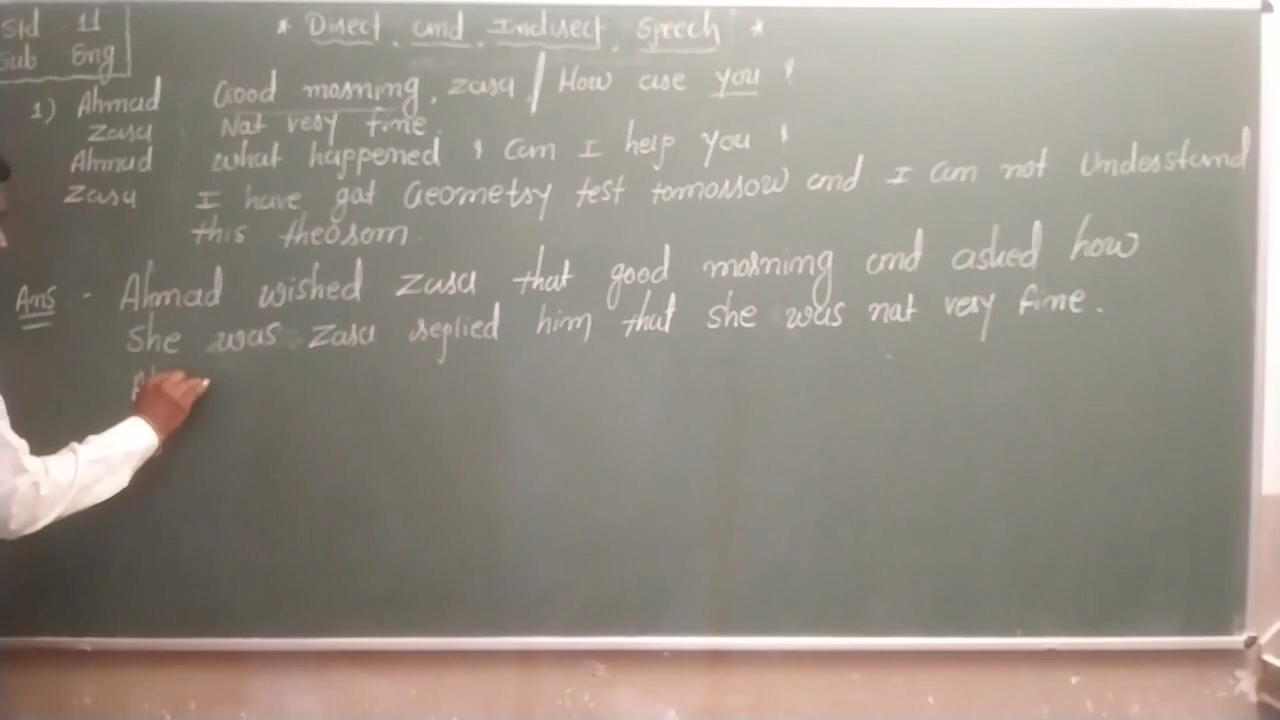 Std 11
Sub Eng
* Direct and Indirect Speech *
1) Ahmad Good morning, Zara / How are you ?
Zara Not very fine.
Ahmad what happened ? Can I help you ?
Zara I have got Geometry test tomorrow and I can not understand
this theorom.
Ans - Ahmad wished Zara that good morning and asked how
she was Zara replied him that she was not very fine.